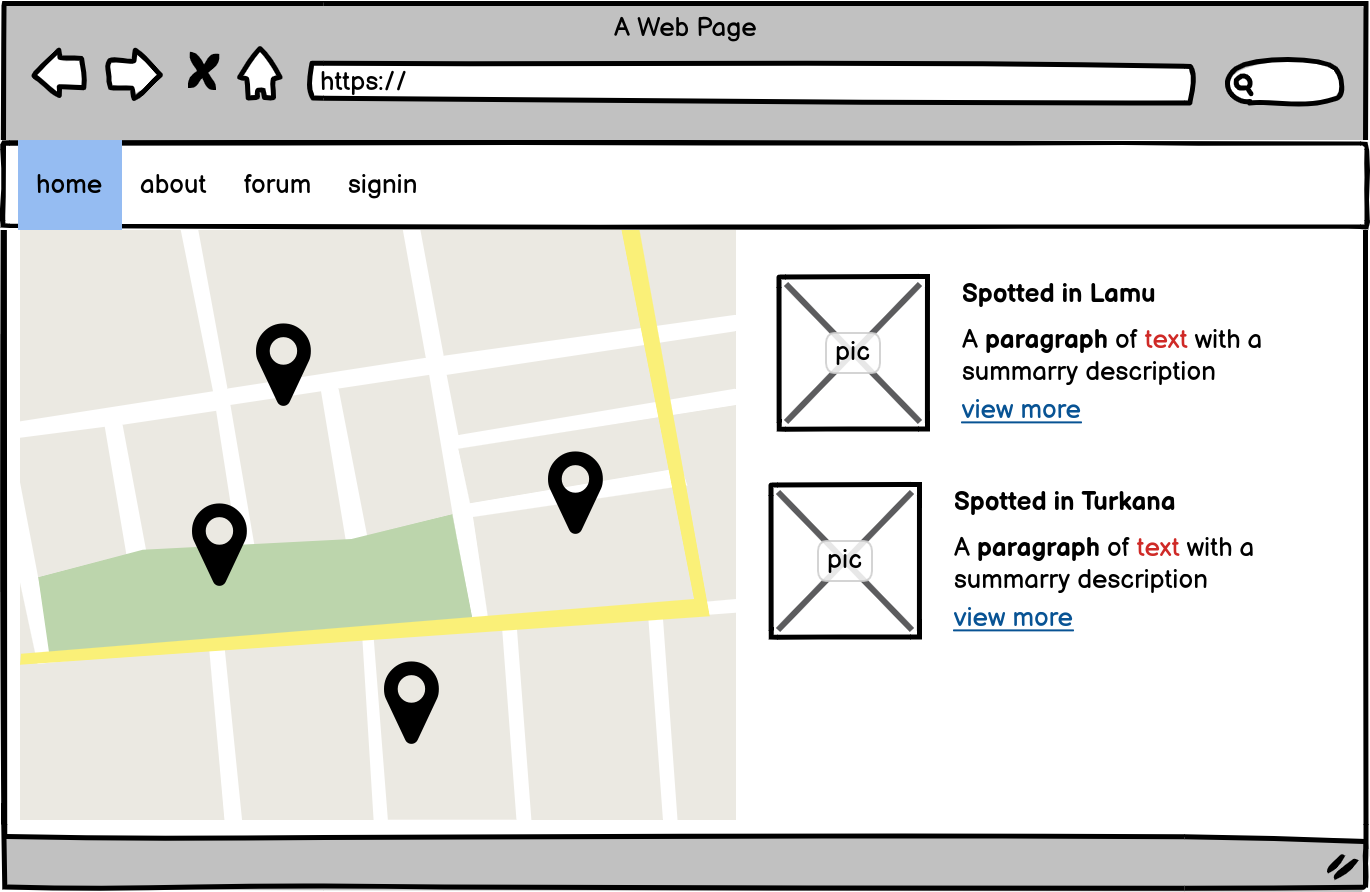 A Web Page
https://
home about forum signin
Spotted in Lamu
A paragraph of text with a
summarry description
view more
pic
Spotted in Turkana
A paragraph of text with a
summarry description
view more
pic